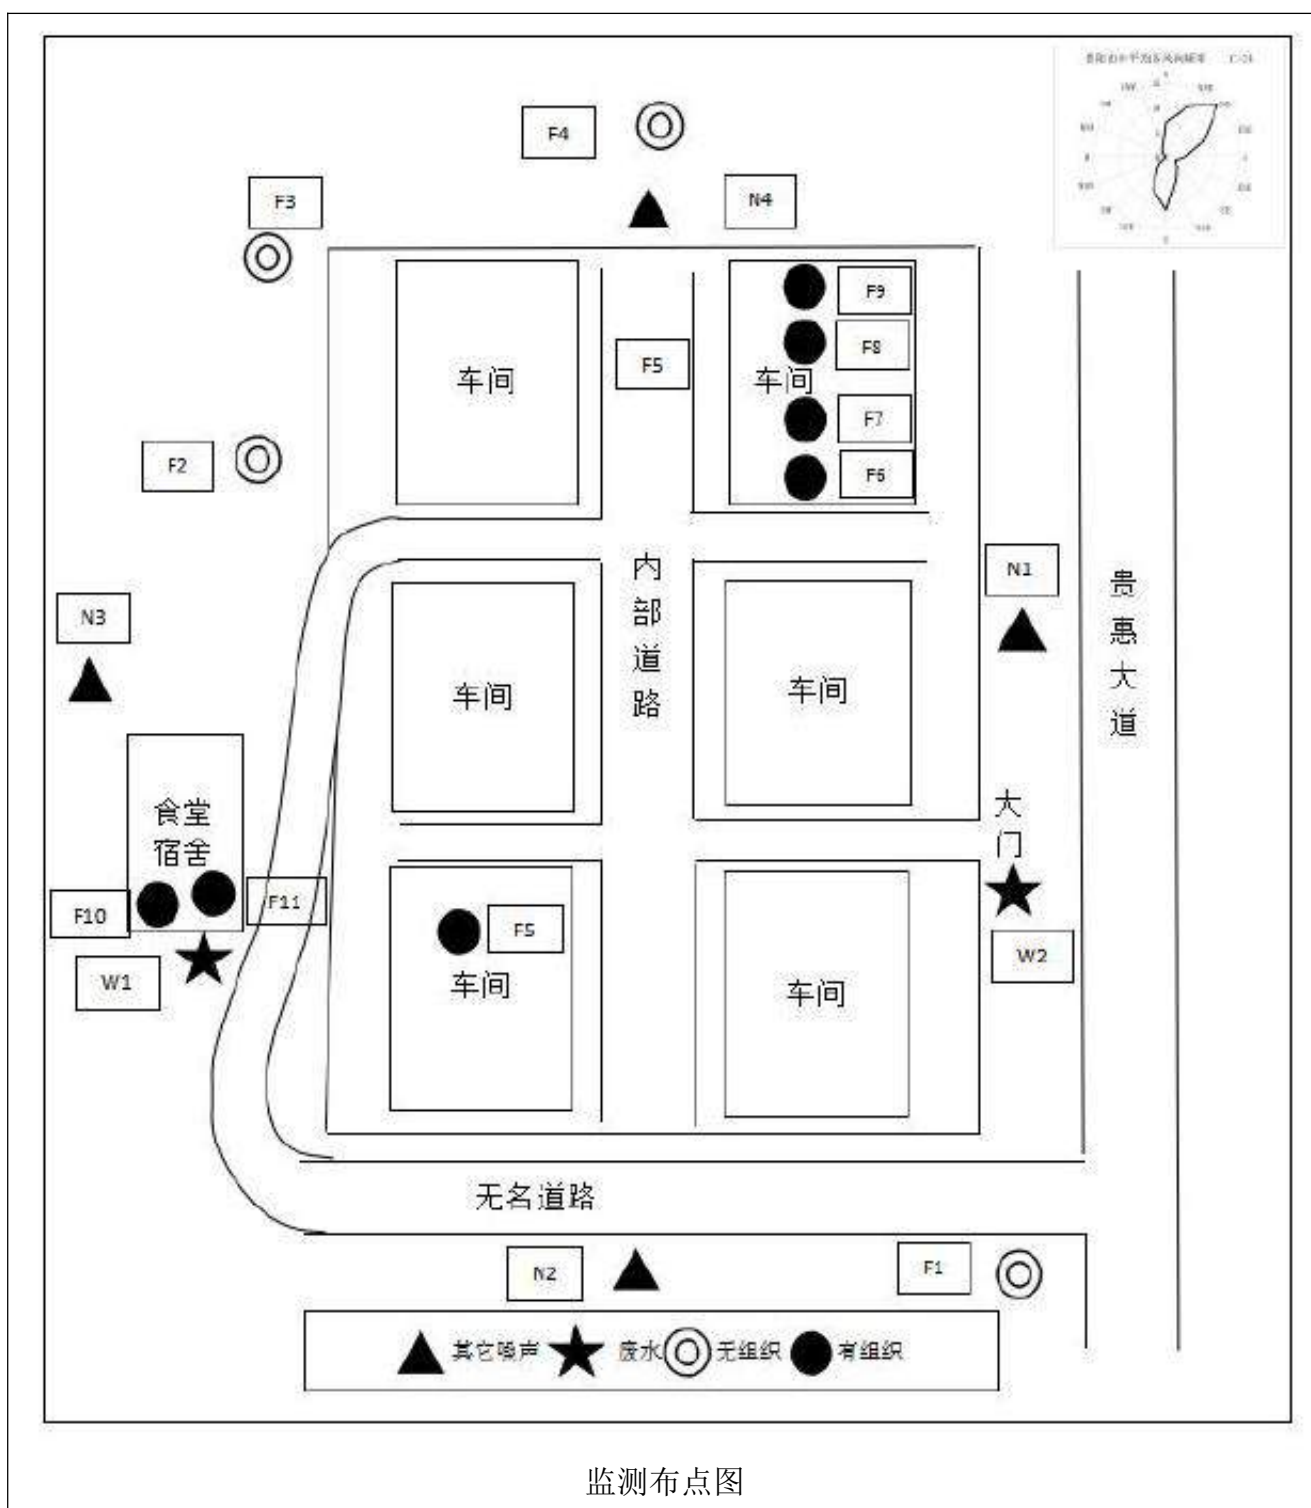 F4
F3
N4
F9
车间
F5
F8
车间
F7
F2
F6
N1
内部道路
贵惠大道
N3
车间
车间
食堂
宿舍
大门
F10
F11
F5
W1
W2
车间
车间
无名道路
N2
F1
其它噪声
废水
无组织
有组织
监测布点图